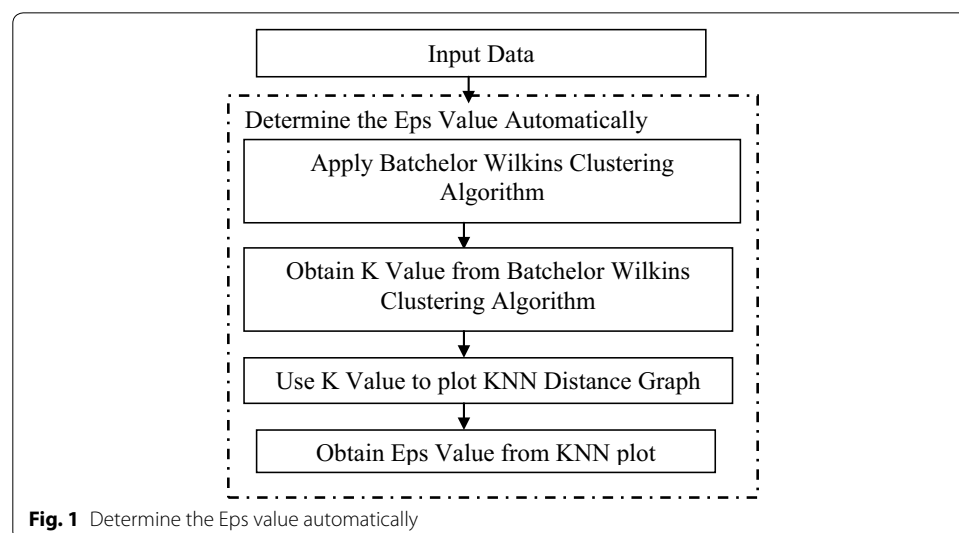 Input Data
Determine the Eps Value Automatically
Apply Batchelor Wilkins Clustering
Algorithm
Obtain K Value from Batchelor Wilkins
Clustering Algorithm
Use K Value to plot KNN Distance Graph
Obtain Eps Value from KNN plot
Fig. 1 Determine the Eps value automatically